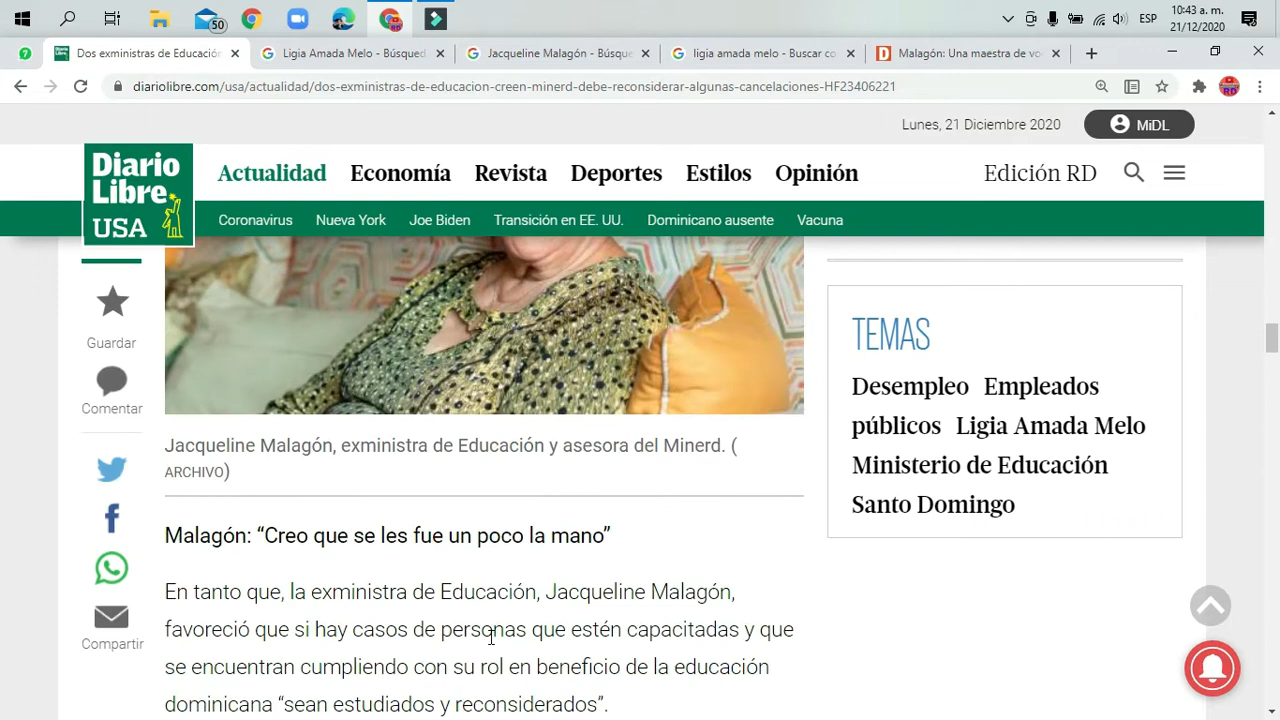 50
ESP
10:43 a. m.
21/12/2020
7
Dos exministras de Educación
Ligia Amada Melo - Búsqued
Jacqueline Malagón - Búsque
ligia amada melo - Buscar co
Malagón: Una maestra de vo
diariolibre.com/usa/actualidad/dos-exministras-de-educacion-creen-minerd-debe-reconsiderar-algunas-cancelaciones-HF23406221
Lunes, 21 Diciembre 2020
MiDL
Diario
Libre
USA
Actualidad
Economía
Revista
Deportes
Estilos
Opinión
Edición RD
Coronavirus
Nueva York
Joe Biden
Transición en EE. UU.
Dominicano ausente
Vacuna
Guardar
Comentar
Compartir
Jacqueline Malagón, exministra de Educación y asesora del Minerd. (
ARCHIVO)
Malagón: “Creo que se les fue un poco la mano”
En tanto que, la exministra de Educación, Jacqueline Malagón,
favoreció que si hay casos de personas que estén capacitadas y que
se encuentran cumpliendo con su rol en beneficio de la educación
dominicana “sean estudiados y reconsiderados”.
TEMAS
Desempleo Empleados
públicos Ligia Amada Melo
Ministerio de Educación
Santo Domingo